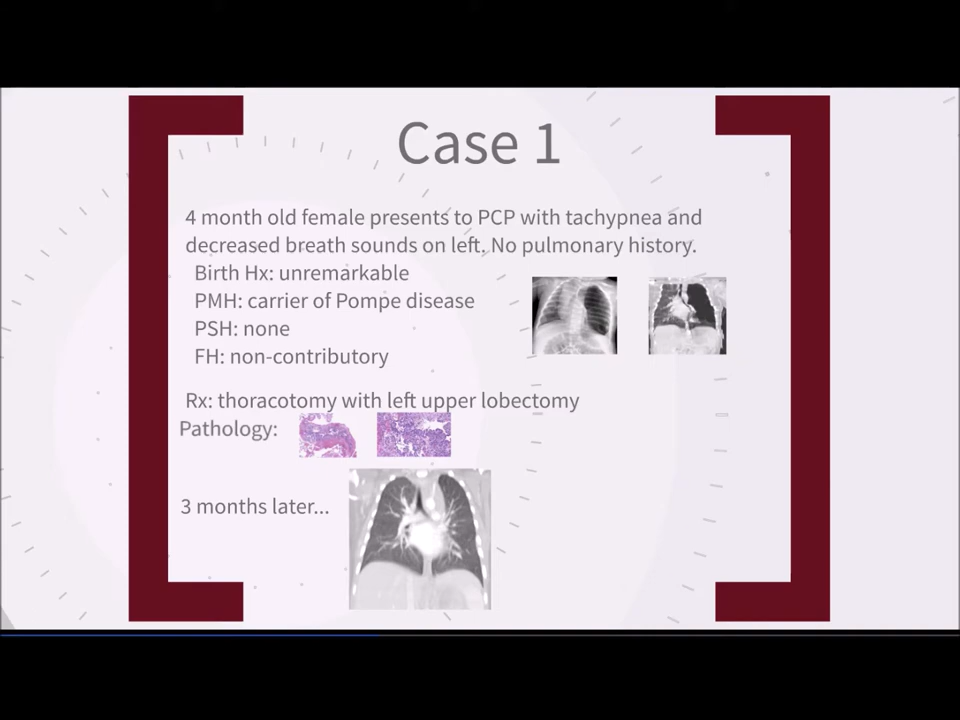 Case 1
4 month old female presents to PCP with tachypnea and
decreased breath sounds on left. No pulmonary history.
Birth Hx: unremarkable
PMH: carrier of Pompe disease
PSH: none
FH: non-contributory
Rx: thoracotomy with left upper lobectomy
Pathology:
3 months later...